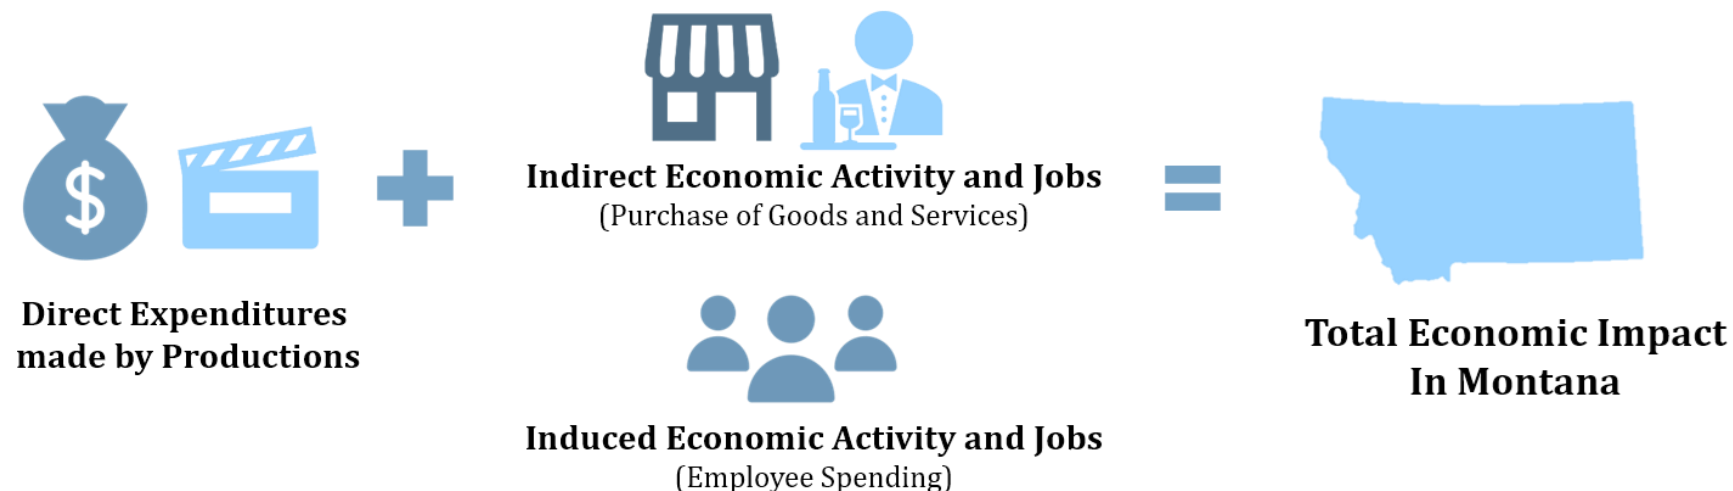 Direct Expenditures
made by Productions
Indirect Economic Activity and Jobs
(Purchase of Goods and Services)
Induced Economic Activity and Jobs
(Employee Spending)
Total Economic Impact
In Montana